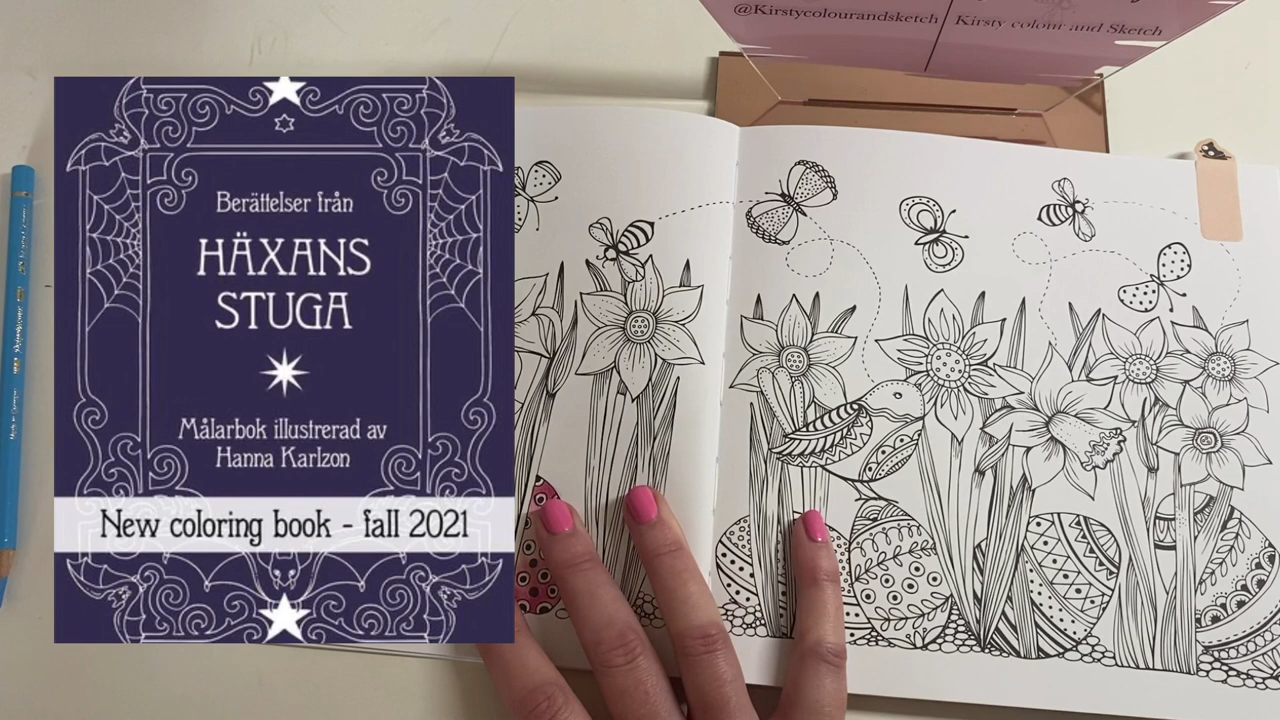 @Kirstycolourandsketch
Kirsty colour and Sketch
Berättelser från
HÄXANS
STUGA
Målarbok illustrerad av
Hanna Karlzon
New coloring book - fall 2021